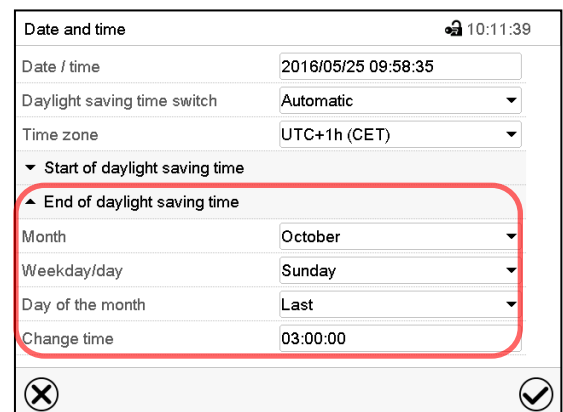 Date and time 10:11:39
Date / time 2016/05/25 09:58:35
Daylight saving time switch Automatic
Time zone UTC+1h (CET)
Start of daylight saving time
End of daylight saving time
Month October
Weekday/day Sunday
Day of the month Last
Change time 03:00:00